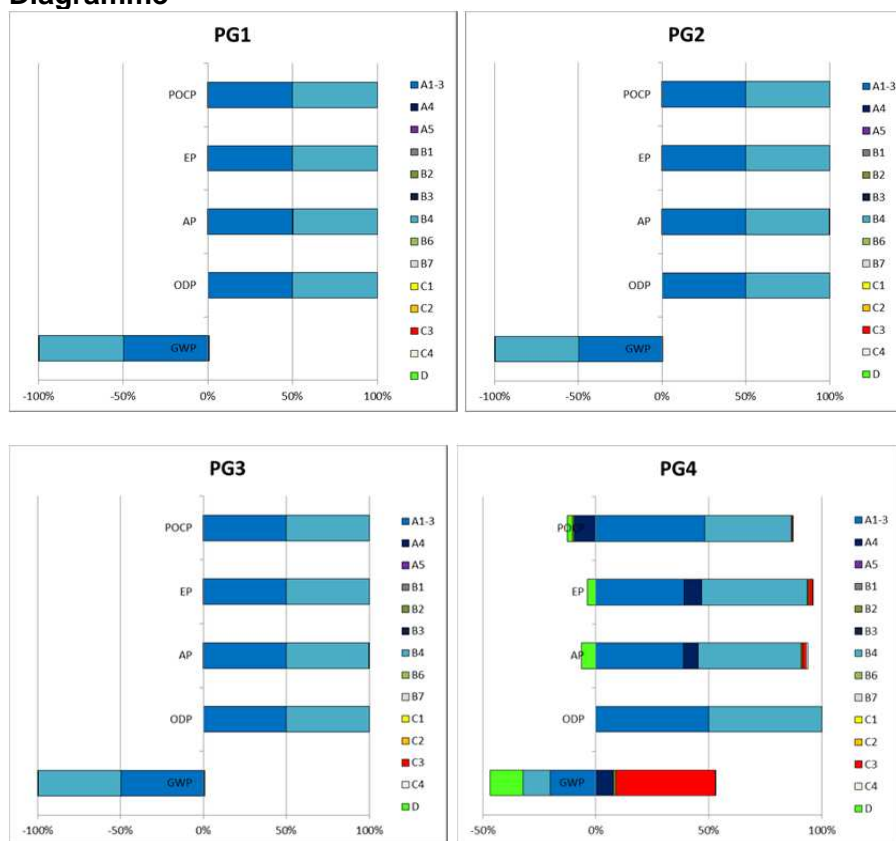 Diagramme
PG1
POCP
EP
AP
ODP
GWP
-100% -50% 0% 50% 100%
A1-3
A4
A5
B1
B2
B3
B4
B6
B7
C1
C2
C3
C4
D
PG2
POCP
EP
AP
ODP
GWP
-100% -50% 0% 50% 100%
A1-3
A4
A5
B1
B2
B3
B4
B6
B7
C1
C2
C3
C4
D
PG3
POCP
EP
AP
ODP
GWP
-100% -50% 0% 50% 100%
A1-3
A4
A5
B1
B2
B3
B4
B6
B7
C1
C2
C3
C4
D
PG4
POCP
EP
AP
ODP
GWP
-50% 0% 50% 100%
A1-3
A4
A5
B1
B2
B3
B4
B6
B7
C1
C2
C3
C4
D